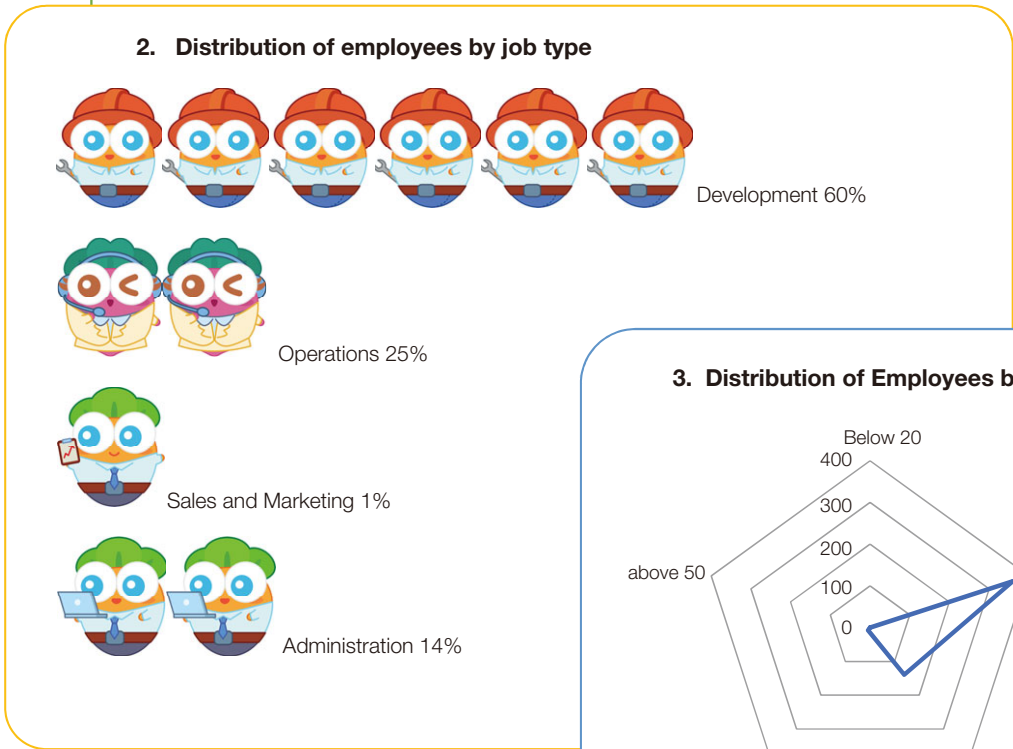 2. Distribution of employees by job type
Development 60%
Operations 25%
Sales and Marketing 1%
Administration 14%
3. Distribution of Employees b
Below 20
400
300
200
100
0
above 50